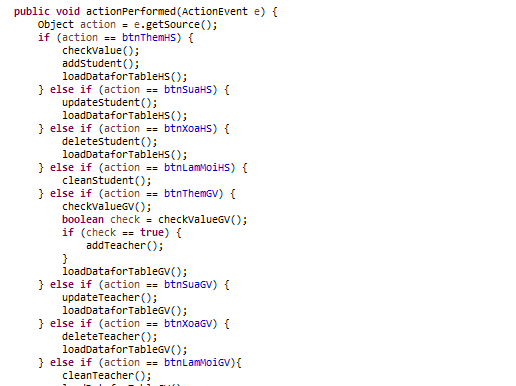 public void actionPerformed(ActionEvent e) {
Object action = e.getSource();
if (action == btnThemHS) {
checkValue();
addStudent();
loadDataforTableHS();
} else if (action == btnSuaHS) {
updateStudent();
loadDataforTableHS();
} else if (action == btnXoaHS) {
deleteStudent();
loadDataforTableHS();
} else if (action == btnLamMoiHS) {
cleanStudent();
} else if (action == btnThemGV) {
checkValueGV();
boolean check = checkValueGV();
if (check == true) {
addTeacher();
}
loadDataforTableGV();
} else if (action == btnSuaGV) {
updateTeacher();
loadDataforTableGV();
} else if (action == btnXoaGV) {
deleteTeacher();
loadDataforTableGV();
} else if (action == btnLamMoiGV){
cleanTeacher();